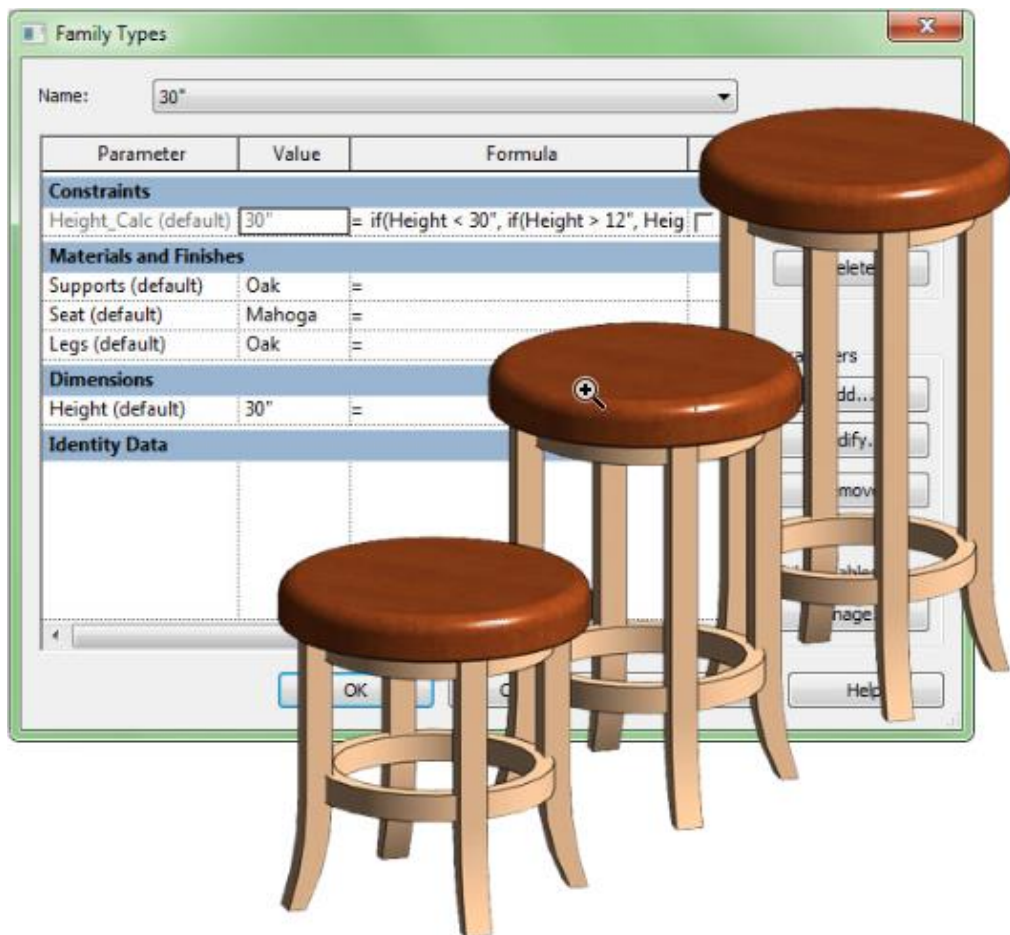 Family Types
Name: 30"
Parameter Value Formula
Constraints
Height_Calc (default) 30" = if(Height < 30", if(Height > 12", Heig
Materials and Finishes
Supports (default) Oak =
Seat (default) Mahoga =
Legs (default) Oak =
Dimensions
Height (default) 30" =
Identity Data
OK Help